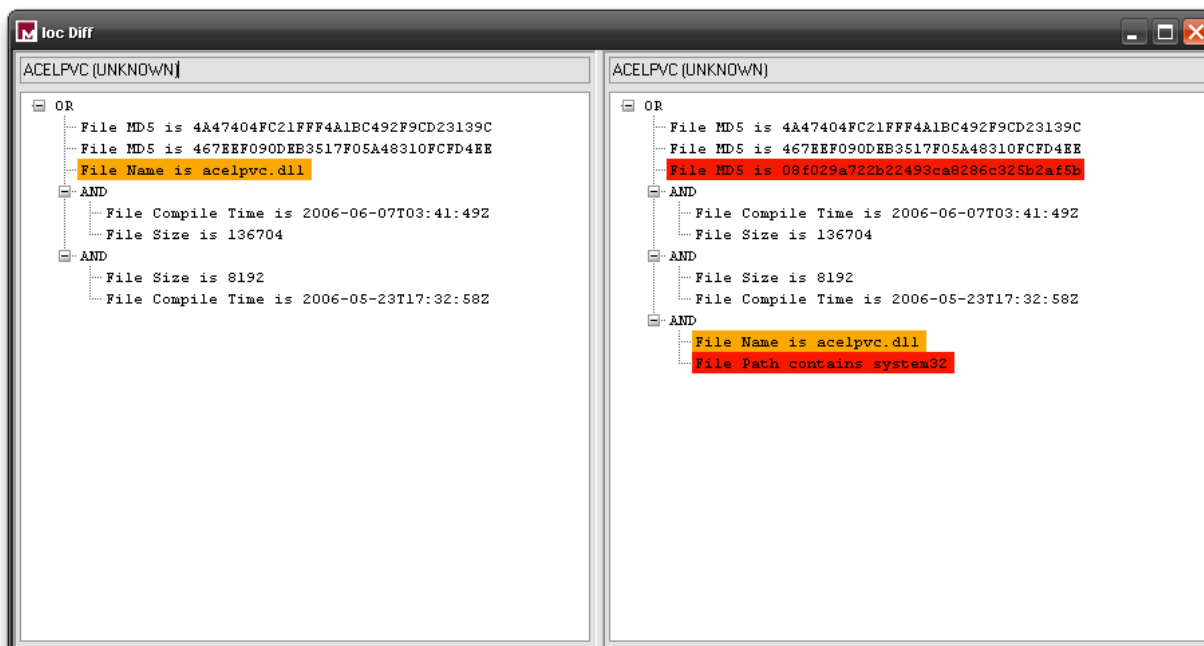 Ioc Diff
ACELPVC (UNKNOWN)
OR
File MD5 is 4A47404FC21FFF4A1BC492F9CD23139C
File MD5 is 467EEF090DEB3517F05A48310FCFD4EE
File Name is acelpvc.dll
AND
File Compile Time is 2006-06-07T03:41:49Z
File Size is 136704
AND
File Size is 8192
File Compile Time is 2006-05-23T17:32:58Z
ACELPVC (UNKNOWN)
OR
File MD5 is 4A47404FC21FFF4A1BC492F9CD23139C
File MD5 is 467EEF090DEB3517F05A48310FCFD4EE
File MD5 is 08f029a722b22493ca8286c325b2af5b
AND
File Compile Time is 2006-06-07T03:41:49Z
File Size is 136704
AND
File Size is 8192
File Compile Time is 2006-05-23T17:32:58Z
AND
File Name is acelpvc.dll
File Path contains system32